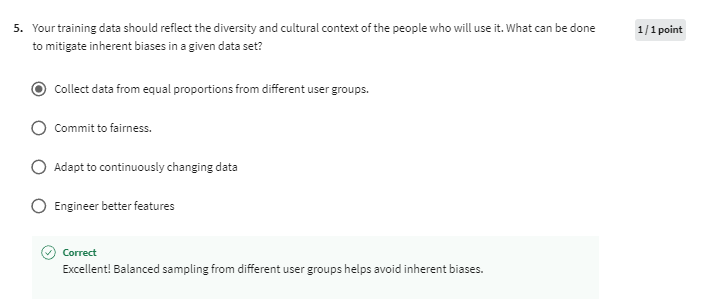 5. Your training data should reflect the diversity and cultural context of the people who will use it. What can be done
to mitigate inherent biases in a given data set?
1 / 1 point
Collect data from equal proportions from different user groups.
Commit to fairness.
Adapt to continuously changing data
Engineer better features
Correct
Excellent! Balanced sampling from different user groups helps avoid inherent biases.